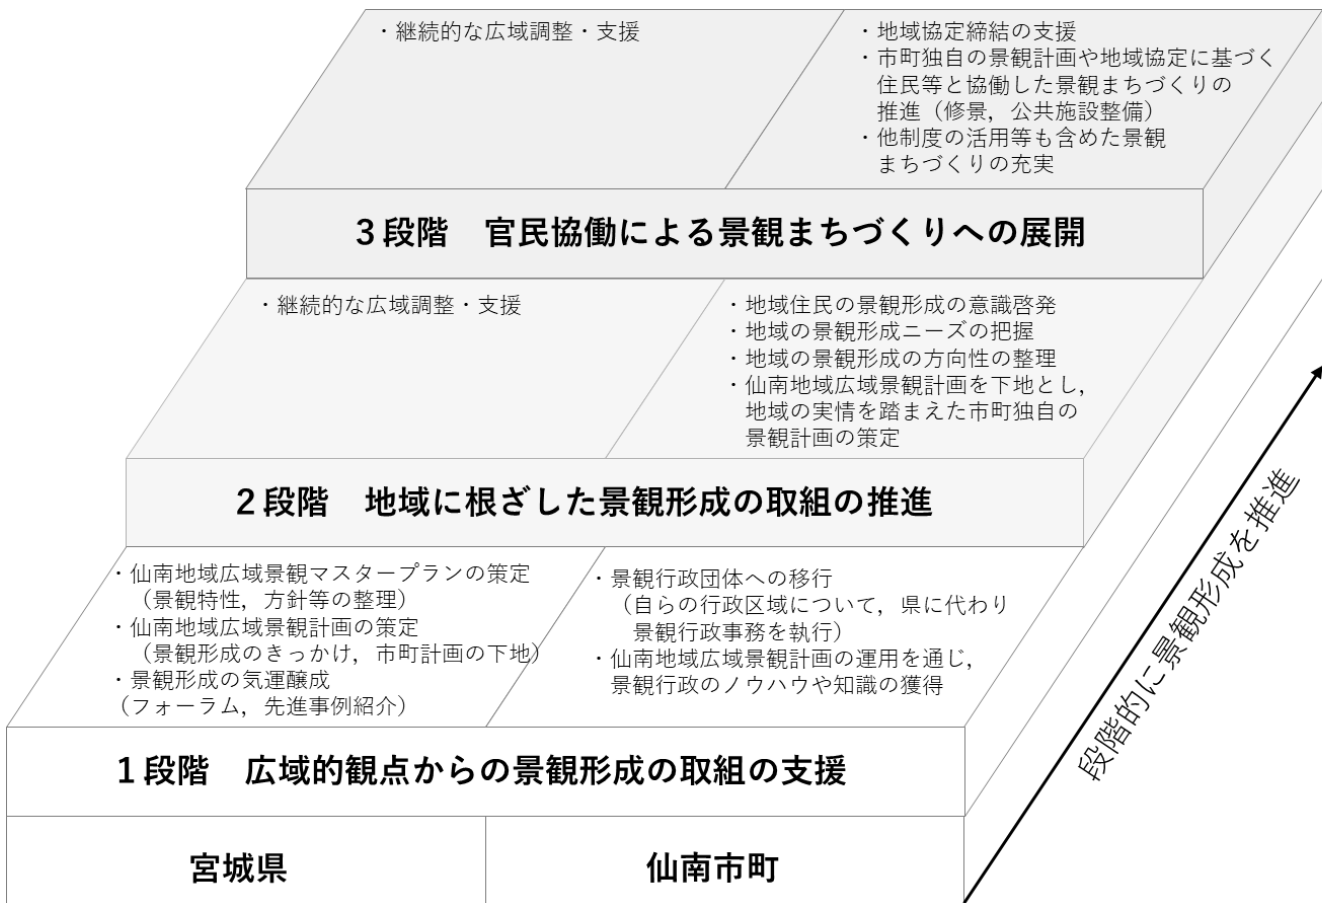 ・継続的な広域調整・支援
・地域協定締結の支援
・市町独自の景観計画や地域協定に基づく
住民等と協働した景観まちづくりの
推進（修景，公共施設整備）
・他制度の活用等も含めた景観
まちづくりの充実
３段階　官民協働による景観まちづくりへの展開
・継続的な広域調整・支援
・地域住民の景観形成の意識啓発
・地域の景観形成ニーズの把握
・地域の景観形成の方向性の整理
・仙南地域広域景観計画を下地とし，
地域の実情を踏まえた市町独自の
景観計画の策定
２段階　地域に根ざした景観形成の取組の推進
・仙南地域広域景観マスタープランの策定
（景観特性，方針等の整理）
・仙南地域広域景観計画の策定
（景観形成のきっかけ，市町計画の下地）
・景観形成の気運醸成
（フォーラム，先進事例紹介）
・景観行政団体への移行
（自らの行政区域について，県に代わり
景観行政事務を執行）
・仙南地域広域景観計画の運用を通じ，
景観行政のノウハウや知識の獲得
１段階　広域的観点からの景観形成の取組の支援
宮城県
仙南市町
段階的に景観形成を推進